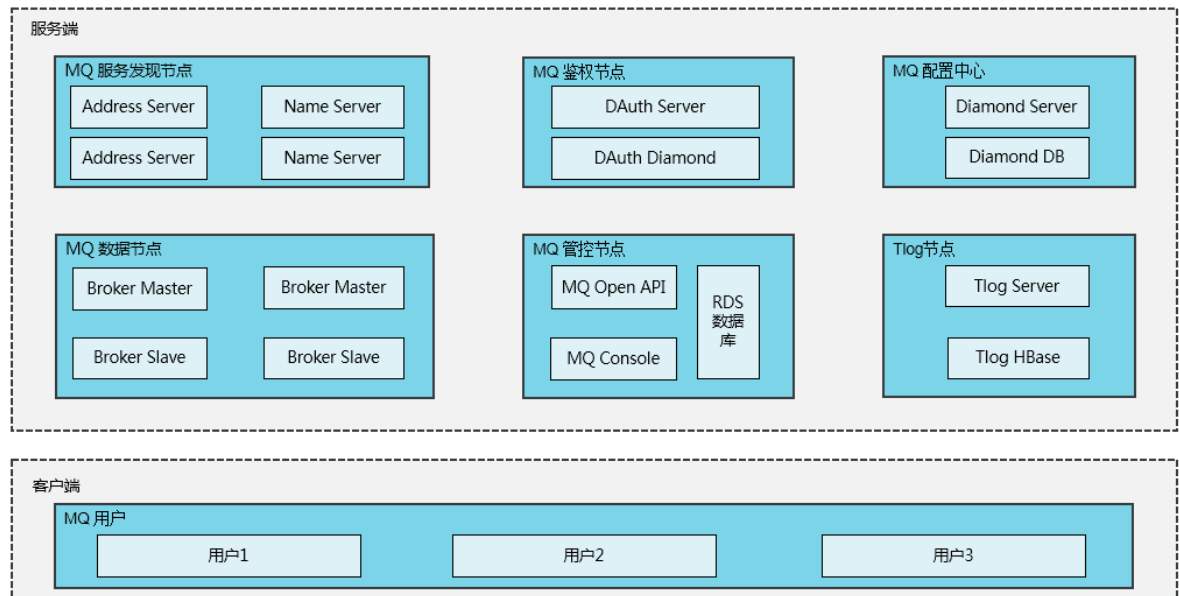 服务端
MQ 服务发现节点
Address Server
Name Server
Address Server
Name Server
MQ 鉴权节点
DAuth Server
DAuth Diamond
MQ 配置中心
Diamond Server
Diamond DB
MQ 数据节点
Broker Master
Broker Master
Broker Slave
Broker Slave
MQ 管控节点
MQ Open API
MQ Console
RDS
数据
库
Tlog节点
Tlog Server
Tlog HBase
客户端
MQ 用户
用户1
用户2
用户3